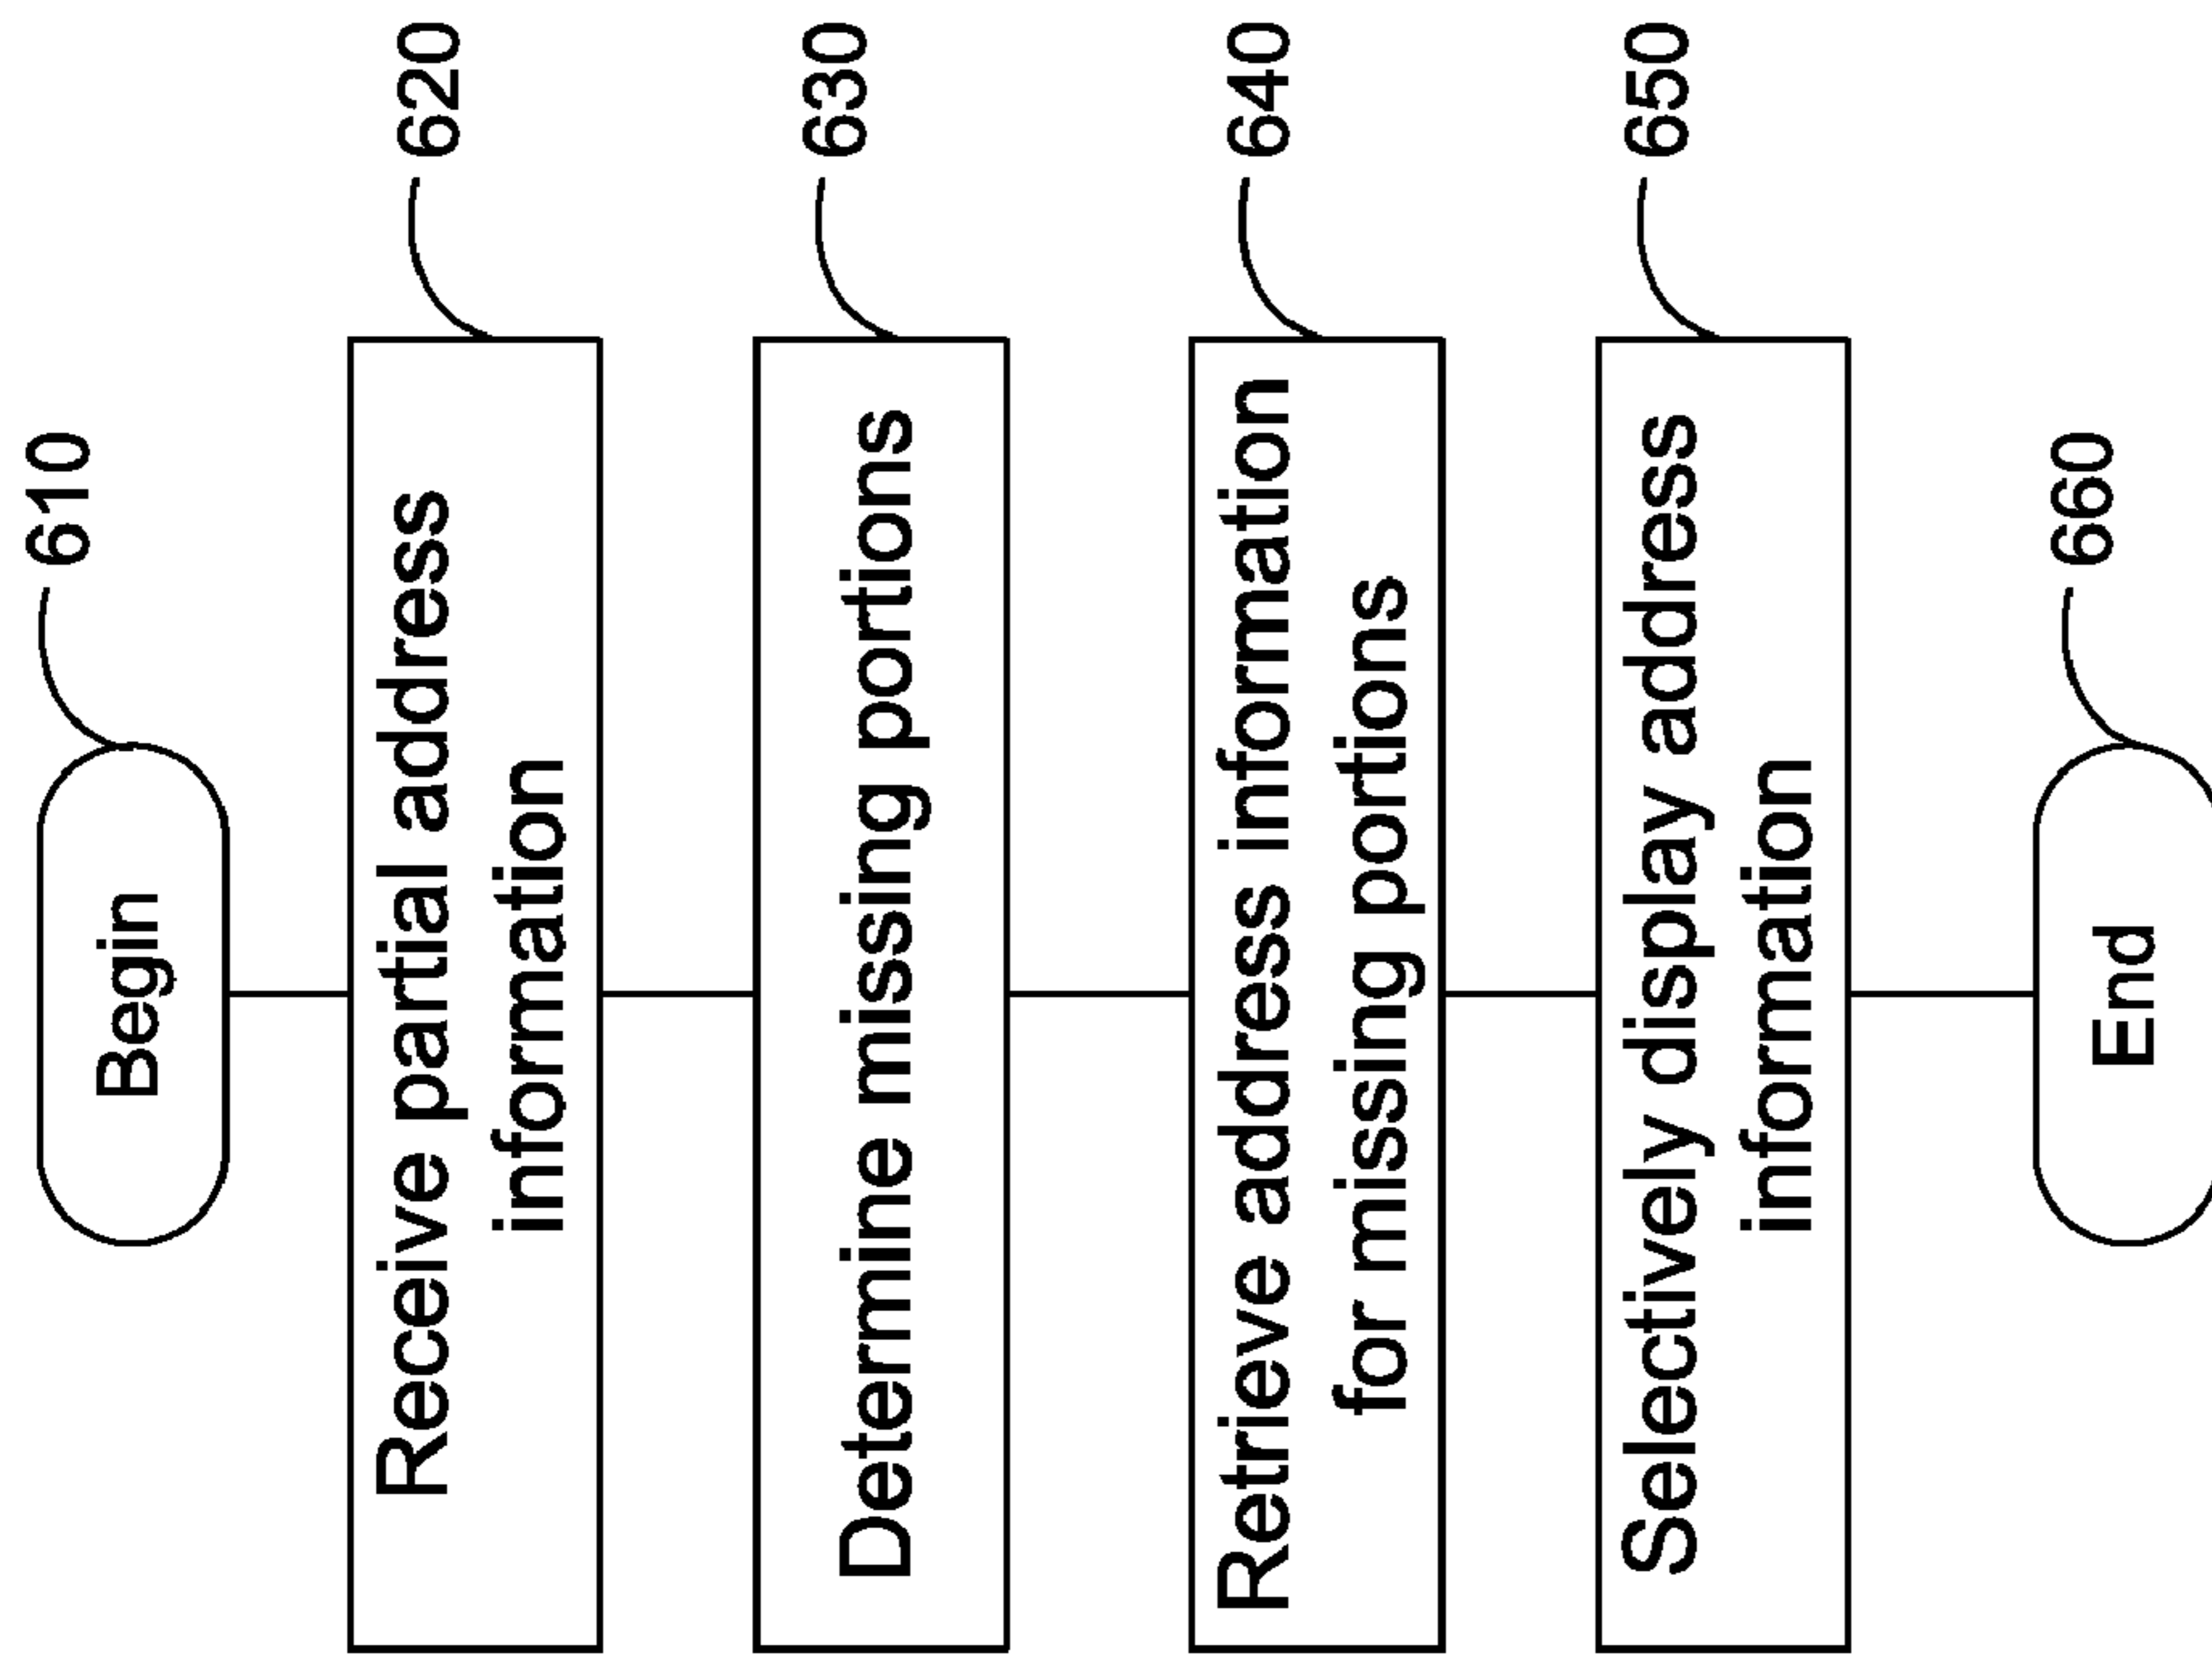 Begin
610
Receive partial address
information
620
Determine missing portions
630
Retrieve address information
for missing portions
640
Selectively display address
information
650
End
660